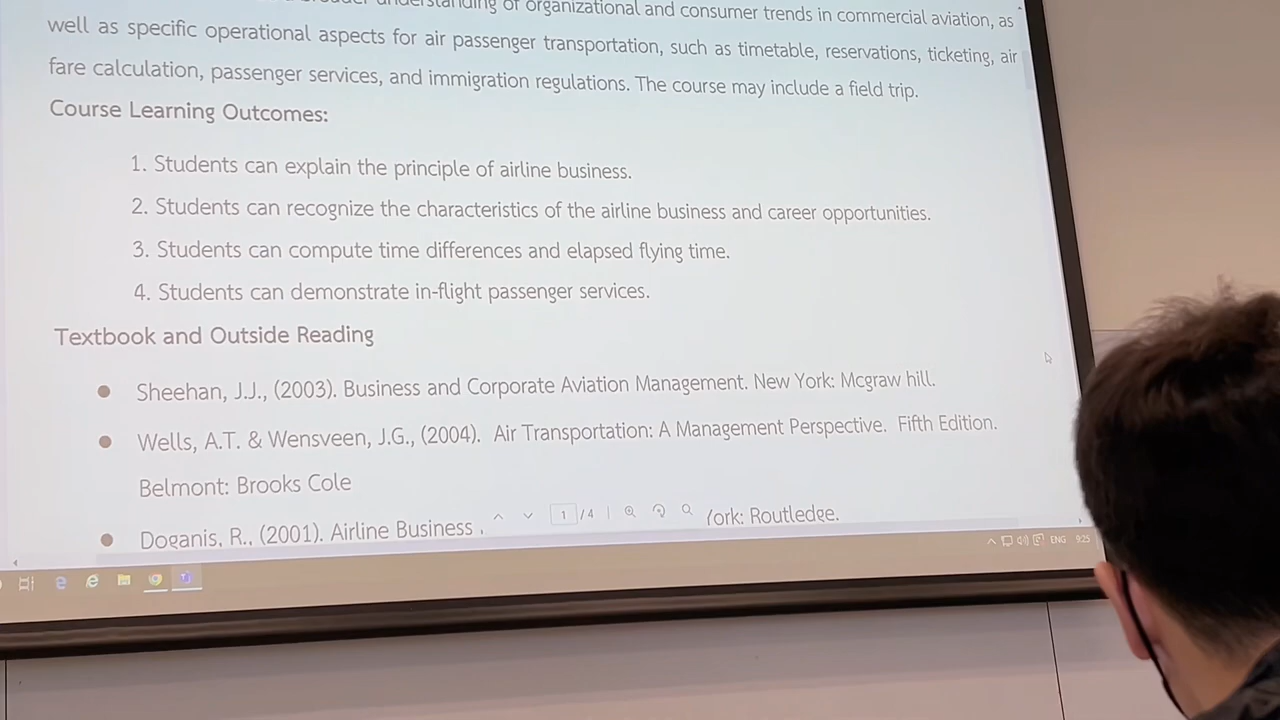 understanding of organizational and consumer trends in commercial aviation, as
well as specific operational aspects for air passenger transportation, such as timetable, reservations, ticketing, air
fare calculation, passenger services, and immigration regulations. The course may include a field trip.
Course Learning Outcomes:
1. Students can explain the principle of airline business.
2. Students can recognize the characteristics of the airline business and career opportunities.
3. Students can compute time differences and elapsed flying time.
4. Students can demonstrate in-flight passenger services.
Textbook and Outside Reading
● Sheehan, J.J., (2003). Business and Corporate Aviation Management. New York: Mcgraw hill.
● Wells, A.T. & Wensveen, J.G., (2004). Air Transportation: A Management Perspective. Fifth Edition.
Belmont: Brooks Cole
● Doganis, R., (2001). Airline Business
York: Routledge.
1 / 4
ENG 9:25